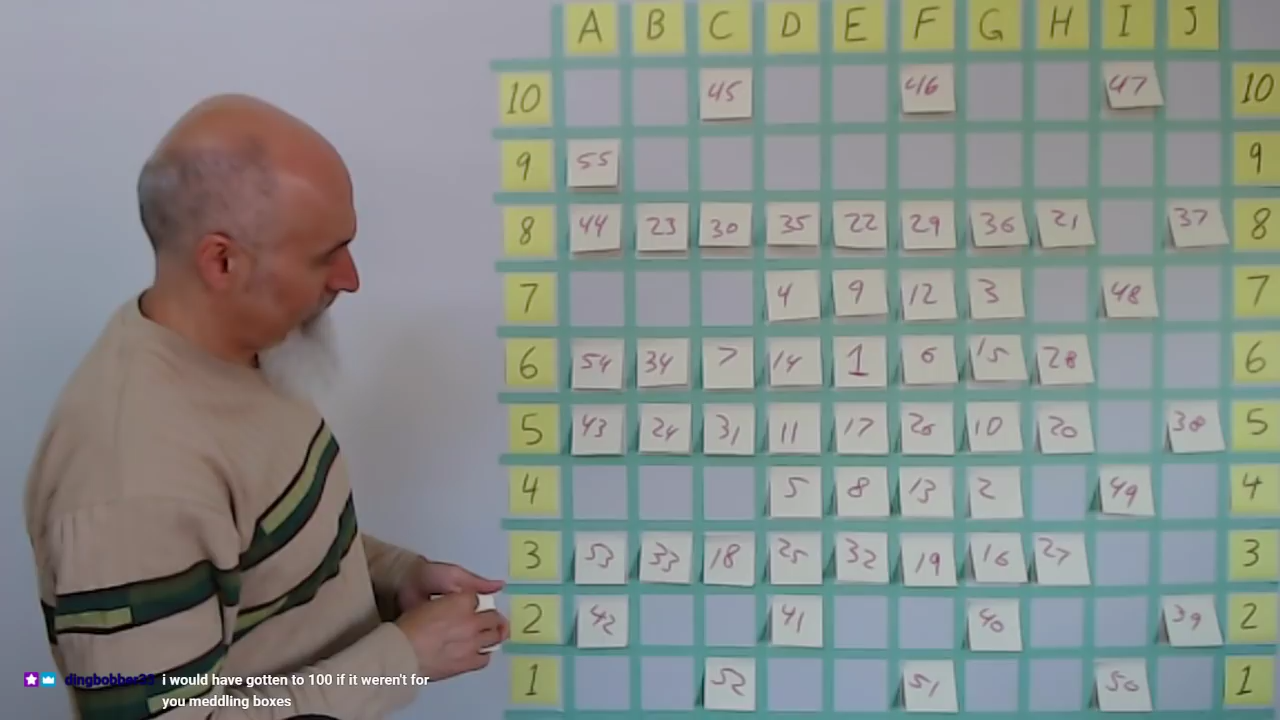 A B C D E F G H I J
10 45 46 47 10
9 55 9
8 44 23 30 35 22 29 36 21 37 8
7 4 9 12 3 48 7
6 54 34 7 14 1 6 15 28 6
5 43 24 31 11 17 26 10 20 38 5
4 5 8 13 2 49 4
3 53 33 18 25 32 19 16 27 3
2 42 41 40 39 2
1 52 51 50 1
i would have gotten to 100 if it weren't for
you meddling boxes